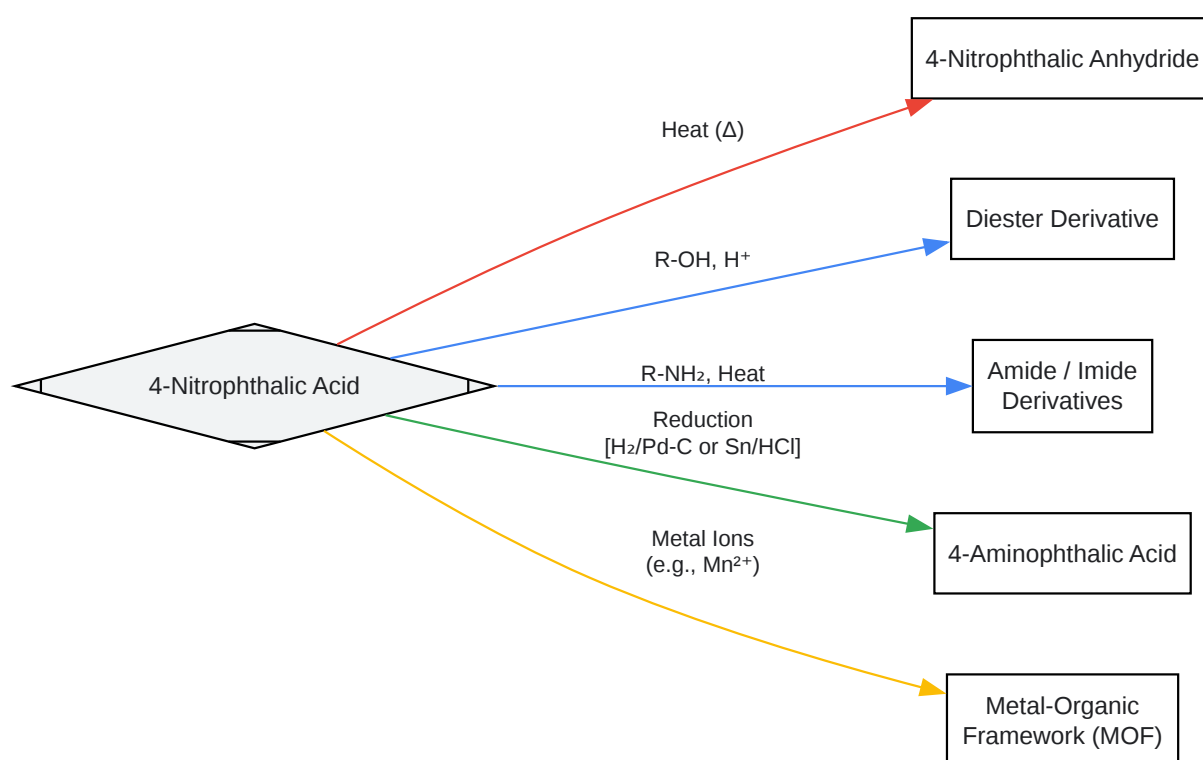 4-Nitrophthalic Anhydride
Heat (Δ)
Diester Derivative
R-OH, H⁺
4-Nitrophthalic Acid
R-NH₂, Heat
Amide / Imide
Derivatives
Reduction
[H₂/Pd-C or Sn/HCl]
4-Aminophthalic Acid
Metal Ions
(e.g., Mn²⁺)
Metal-Organic
Framework (MOF)